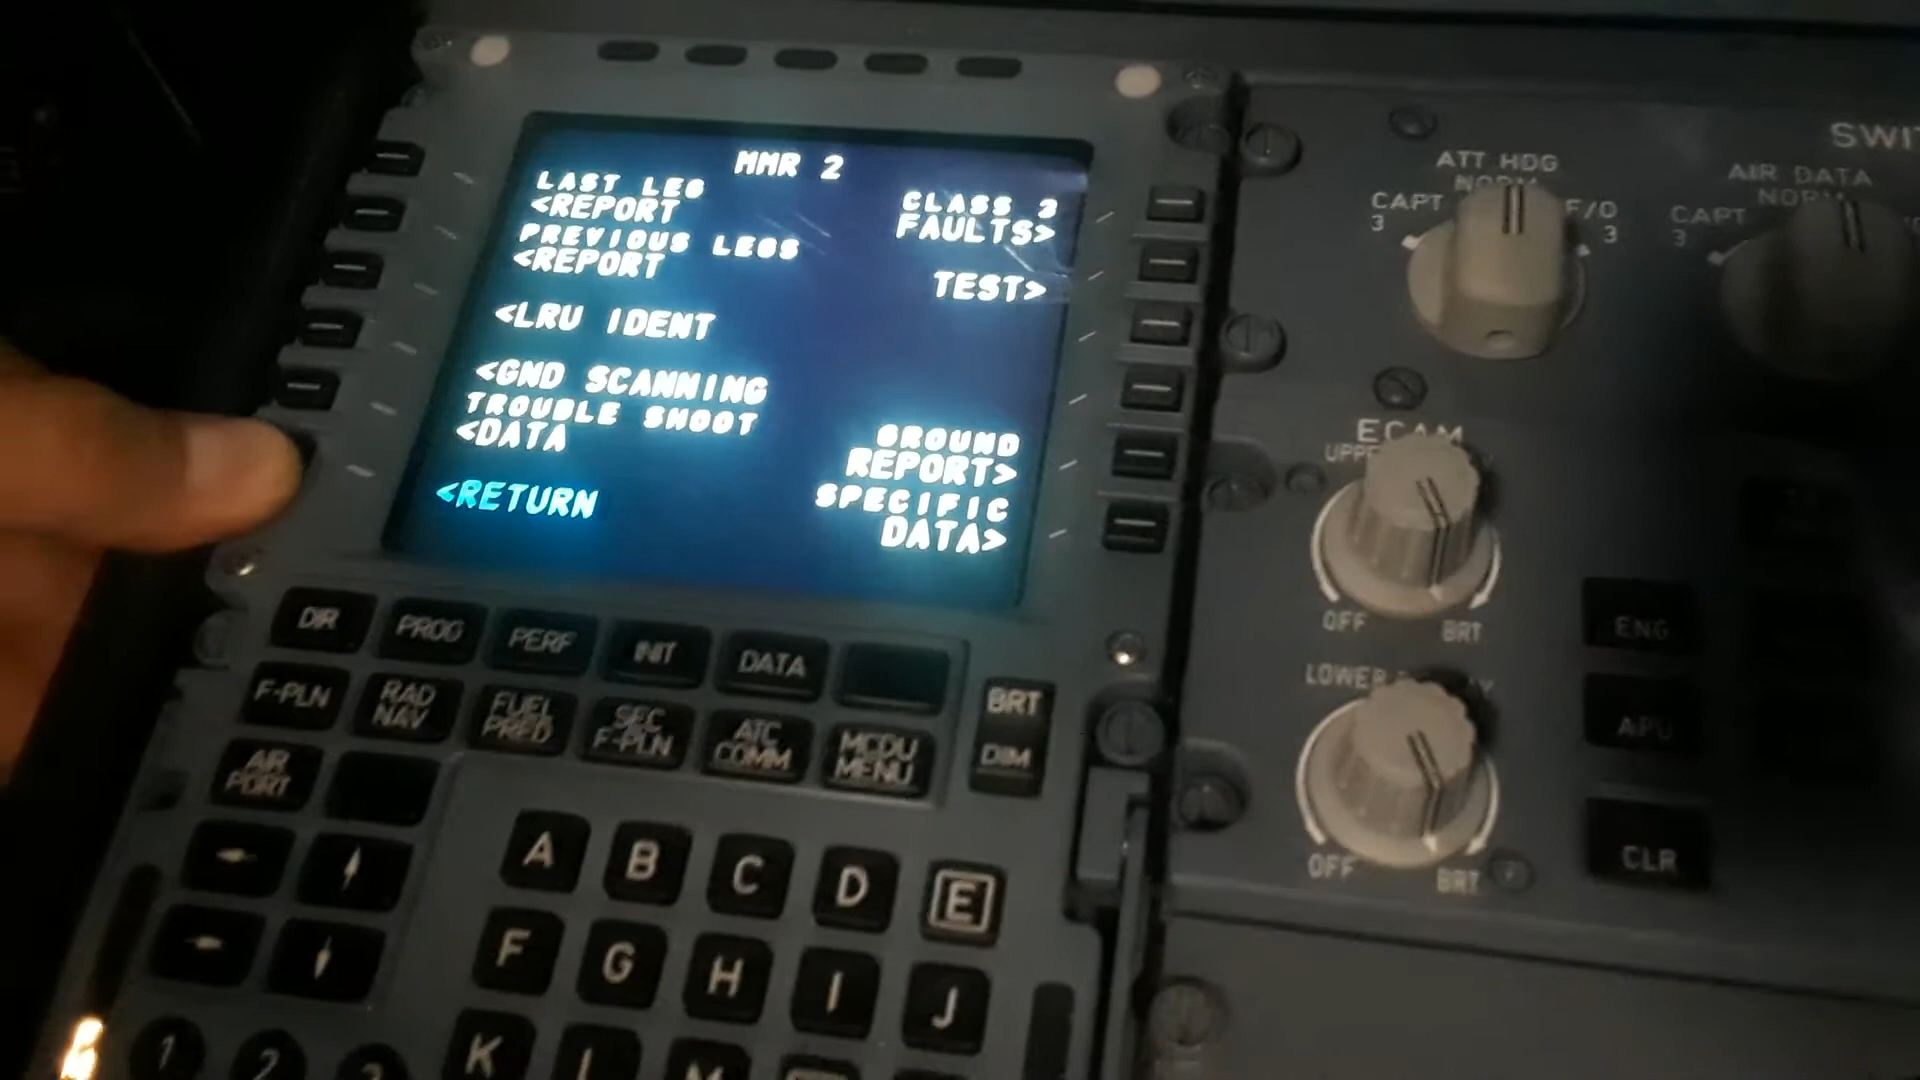 MMR 2
LAST LEG
<REPORT
CLASS 3
FAULTS>
PREVIOUS LEGS
<REPORT
TEST>
<LRU IDENT
<GND SCANNING
TROUBLE SHOOT
<DATA
GROUND
REPORT>
<RETURN
SPECIFIC
DATA>
DIR PROG PERF INIT DATA
F-PLN RAD NAV FUEL PRED SEC F-PLN ATC COMM MCDU MENU
BRT
DIM
AIR PORT
A B C D E
F G H I J
K L M
1 2 3
ATT HDG
NORM
CAPT 3
F/O 3
AIR DATA
NORM
CAPT 3
ECAM
OFF BRT
LOWER
OFF BRT
ENG
APU
CLR